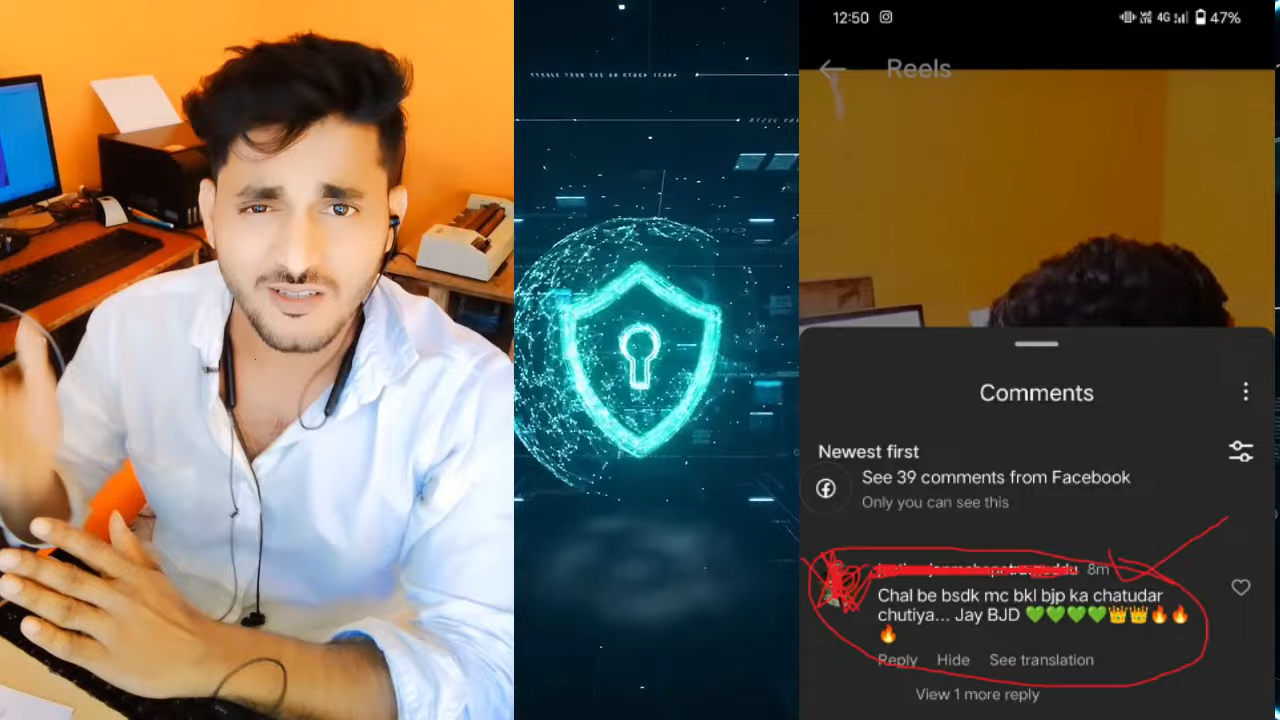 12:50
4G
47%
Reels
Comments
Newest first
See 39 comments from Facebook
Only you can see this
8m
Chal be bsdk mc bkl bjp ka chatudar
chutiya... Jay BJD 💚💚💚💚👑👑🔥🔥
🔥
Reply Hide See translation
View 1 more reply